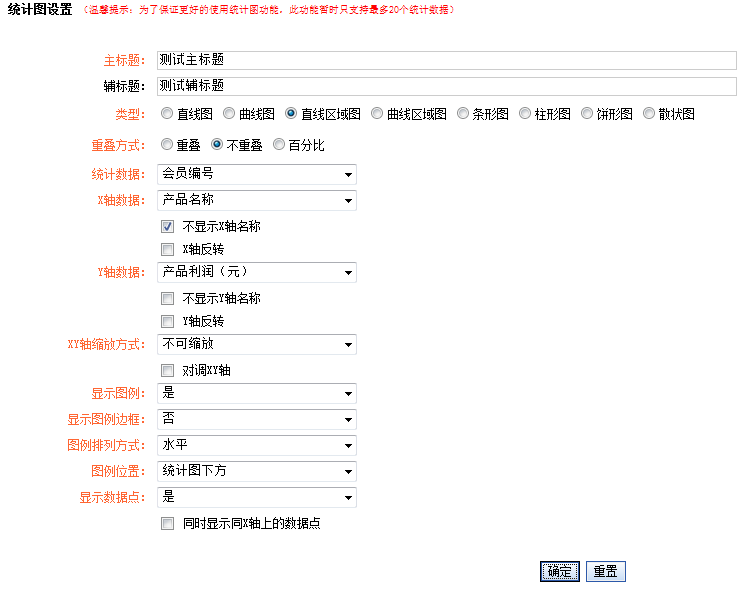 统计图设置 （温馨提示：为了保证更好的使用统计图功能，此功能暂时只支持最多20个统计数据）
主标题： 测试主标题
辅标题： 测试辅标题
类型： 直线图 曲线图 直线区域图 曲线区域图 条形图 柱形图 饼形图 散状图
重叠方式： 重叠 不重叠 百分比
统计数据： 会员编号
X轴数据： 产品名称
不显示X轴名称
X轴反转
Y轴数据： 产品利润（元）
不显示Y轴名称
Y轴反转
XY轴缩放方式： 不可缩放
对调XY轴
显示图例： 是
显示图例边框： 否
图例排列方式： 水平
图例位置： 统计图下方
显示数据点： 是
同时显示同X轴上的数据点
确定 重置